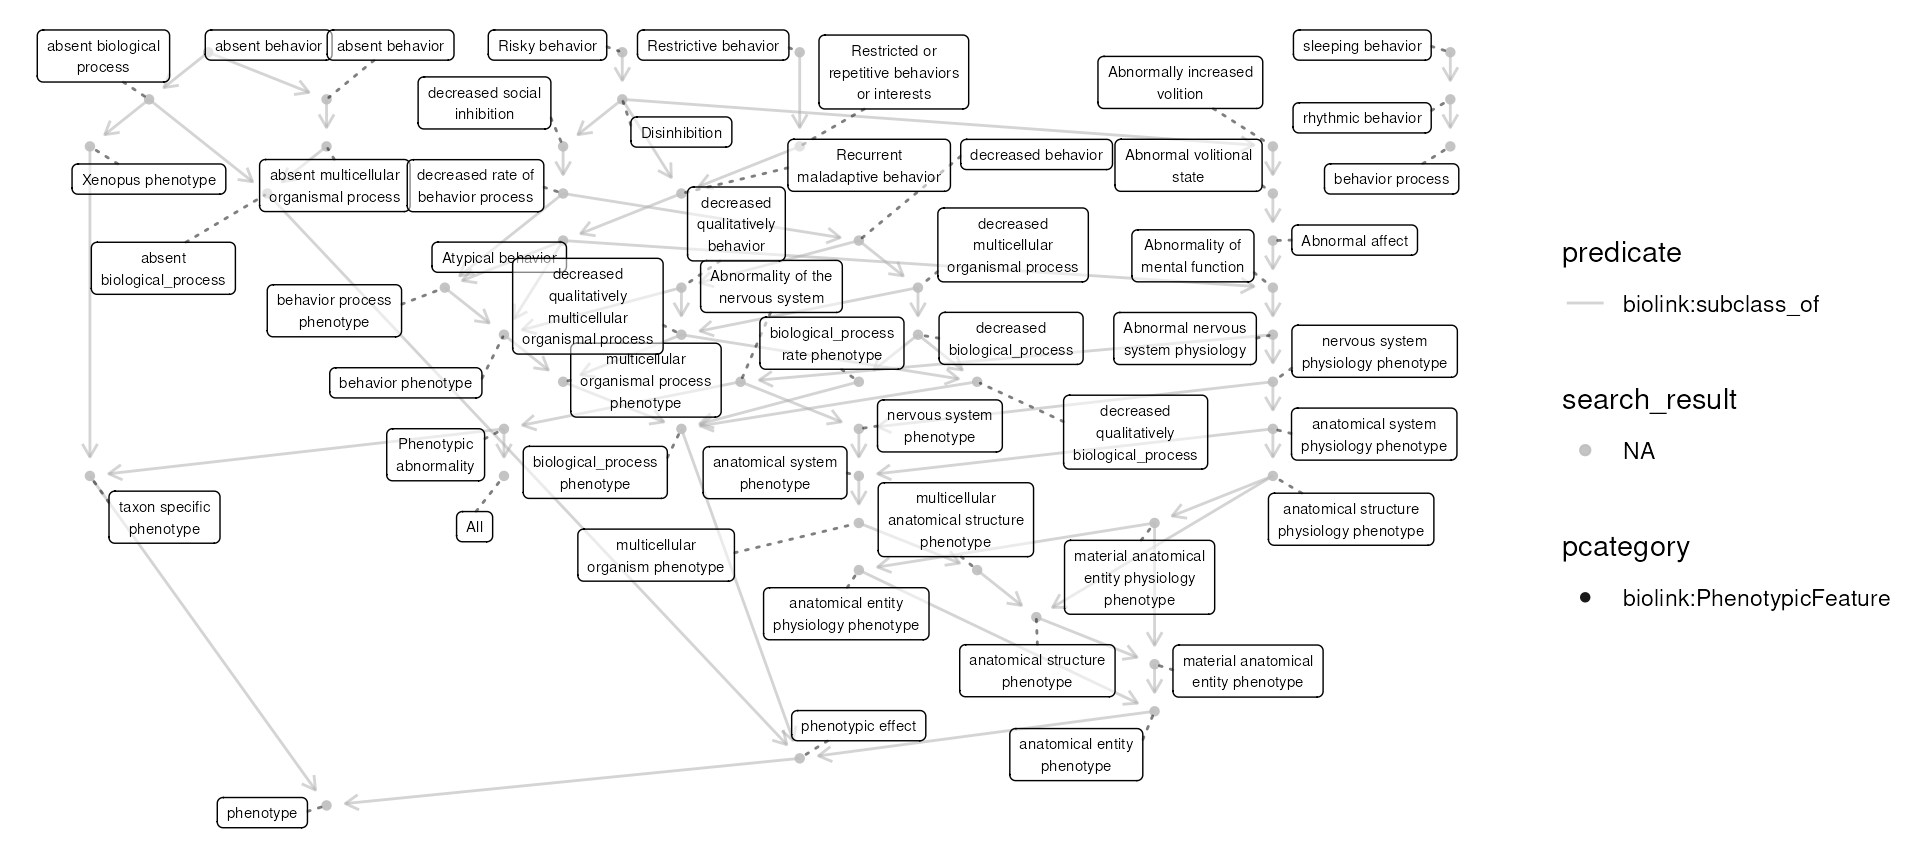 absent biological
process
absent behavior
absent behavior
Risky behavior
Restrictive behavior
Restricted or
repetitive behaviors
or interests
sleeping behavior
Abnormally increased
volition
decreased social
inhibition
rhythmic behavior
Disinhibition
Xenopus phenotype
absent multicellular
organismal process
decreased rate of
behavior process
Recurrent
maladaptive behavior
decreased behavior
Abnormal volitional
state
behavior process
decreased
qualitatively
behavior
decreased
multicellular
organismal process
Abnormality of
mental function
Abnormal affect
absent
biological_process
Atypical behavior
decreased
qualitatively
multicellular
organismal process
Abnormality of the
nervous system
behavior process
phenotype
biological_process
rate phenotype
decreased
biological_process
Abnormal nervous
system physiology
nervous system
physiology phenotype
behavior phenotype
multicellular
organismal process
phenotype
nervous system
phenotype
decreased
qualitatively
biological_process
anatomical system
physiology phenotype
Phenotypic
abnormality
biological_process
phenotype
anatomical system
phenotype
taxon specific
phenotype
All
multicellular
anatomical structure
phenotype
anatomical structure
physiology phenotype
multicellular
organism phenotype
material anatomical
entity physiology
phenotype
anatomical entity
physiology phenotype
anatomical structure
phenotype
material anatomical
entity phenotype
phenotypic effect
anatomical entity
phenotype
phenotype
predicate
biolink:subclass_of
search_result
NA
pcategory
biolink:PhenotypicFeature